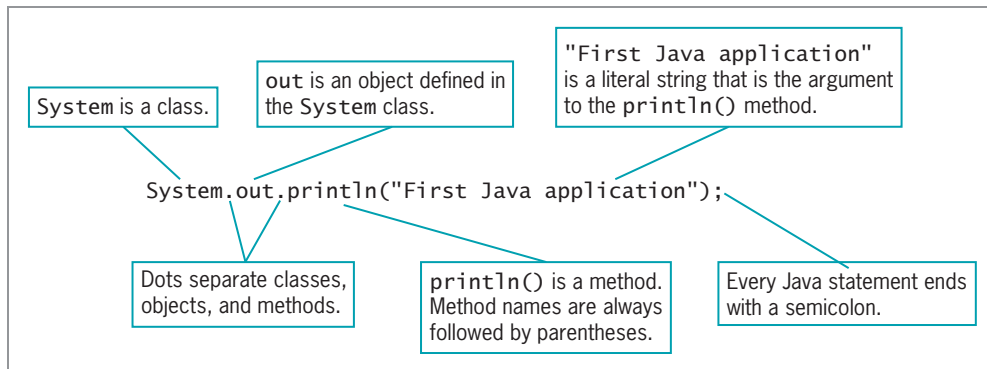 "First Java application"
is a literal string that is the argument
to the println() method.
out is an object defined in
the System class.
System is a class.
System.out.println("First Java application");
Dots separate classes,
objects, and methods.
println() is a method.
Method names are always
followed by parentheses.
Every Java statement ends
with a semicolon.